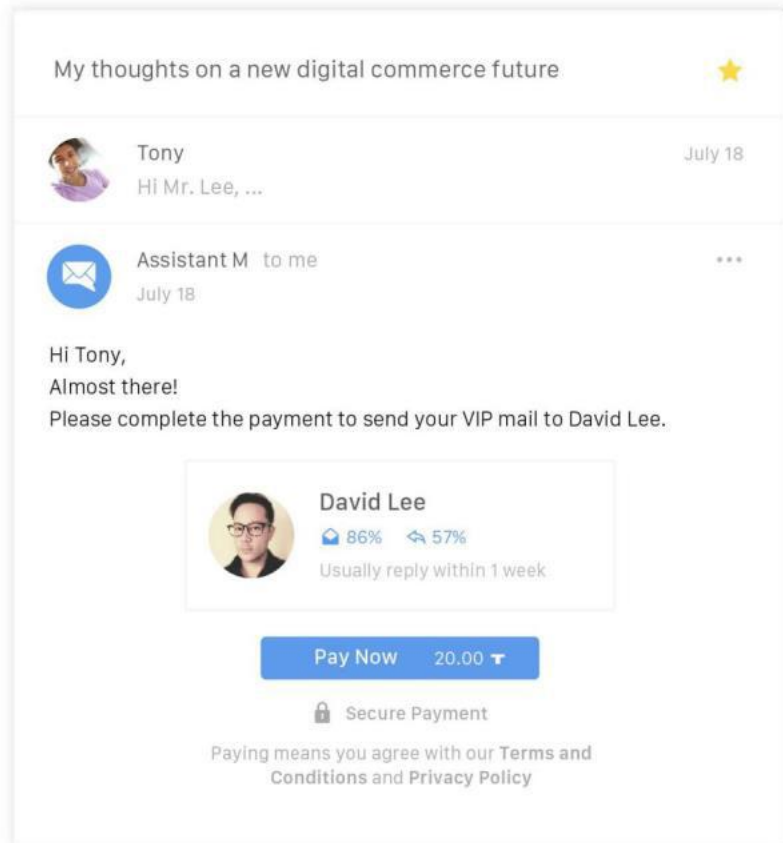 My thoughts on a new digital commerce future
Tony
July 18
Hi Mr. Lee, ...
Assistant M to me
July 18
Hi Tony,
Almost there!
Please complete the payment to send your VIP mail to David Lee.
David Lee
86% 57%
Usually reply within 1 week
Pay Now 20.00
Secure Payment
Paying means you agree with our Terms and
Conditions and Privacy Policy